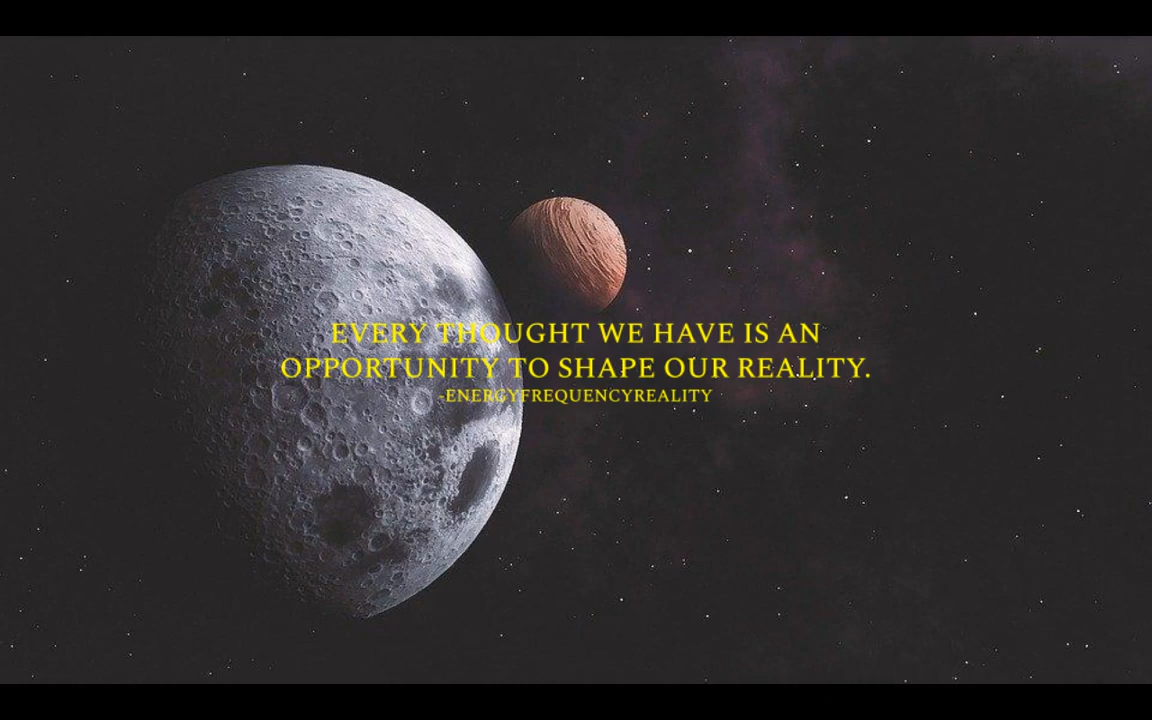 EVERY THOUGHT WE HAVE IS AN
OPPORTUNITY TO SHAPE OUR REALITY.
-ENERGYFREQUENCYREALITY